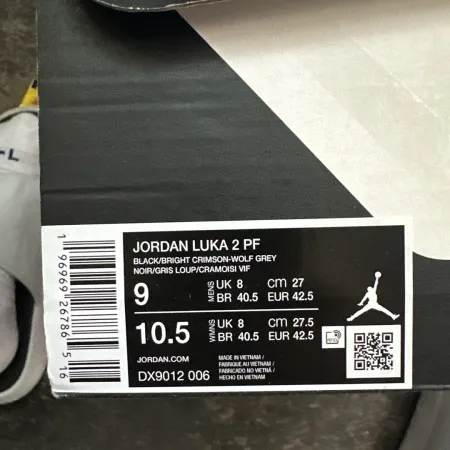 JORDAN LUKA 2 PF
BLACK/BRIGHT CRIMSON-WOLF GREY
NOIR/GRIS LOUP/CRAMOISI VIF
9 MENS UK 8 CM 27
BR 40.5 EUR 42.5
10.5 WMNS UK 8 CM 27.5
BR 40.5 EUR 42.5
JORDAN.COM
DX9012 006
MADE IN VIETNAM /
FABRIQUE AU VIETNAM /
FABRICADO NO VIETNÃ /
HECHO EN VIETNAM
RFID
1 96969 26786 5 16
-L